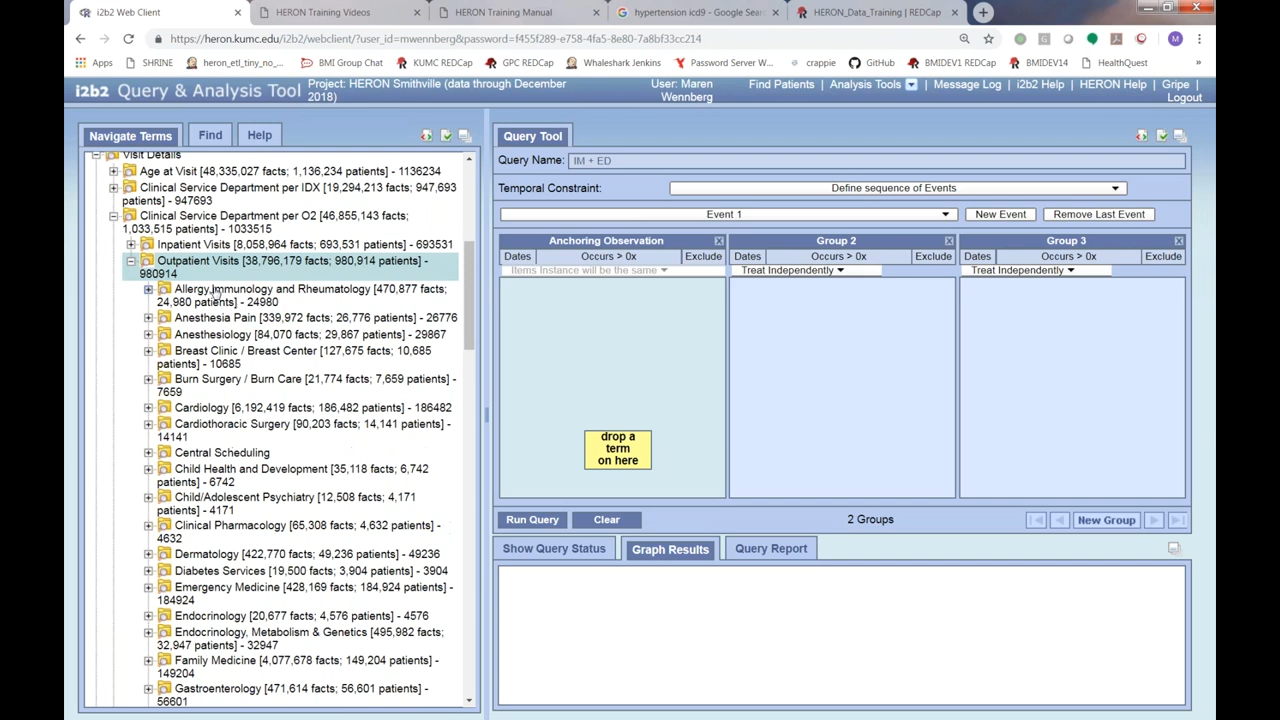 i2b2 Web Client
HERON Training Videos
HERON Training Manual
hypertension icd9 - Google Sear
HERON_Data_Training | REDCap
https://heron.kumc.edu/i2b2/webclient/?user_id=mwennberg&password=f455f289-e758-4fa5-8e80-7a8bf33cc214
Apps
SHRINE
heron_etl_tiny_no_...
BMI Group Chat
KUMC REDCap
GPC REDCap
Whaleshark Jenkins
Password Server W...
crappie
GitHub
BMIDEV1 REDCap
BMIDEV14
HealthQuest
i2b2 Query & Analysis Tool
Project: HERON Smithville (data through December
2018)
User: Maren
Wennberg
Find Patients | Analysis Tools | Message Log | i2b2 Help | HERON Help | Gripe |
Logout
Navigate Terms
Find
Help
Visit Details
Age at Visit [48,335,027 facts; 1,136,234 patients] - 1136234
Clinical Service Department per IDX [19,294,213 facts; 947,693
patients] - 947693
Clinical Service Department per O2 [46,855,143 facts;
1,033,515 patients] - 1033515
Inpatient Visits [8,058,964 facts; 693,531 patients] - 693531
Outpatient Visits [38,796,179 facts; 980,914 patients] -
980914
Allergy,Immunology and Rheumatology [470,877 facts;
24,980 patients] - 24980
Anesthesia Pain [339,972 facts; 26,776 patients] - 26776
Anesthesiology [84,070 facts; 29,867 patients] - 29867
Breast Clinic / Breast Center [127,675 facts; 10,685
patients] - 10685
Burn Surgery / Burn Care [21,774 facts; 7,659 patients] -
7659
Cardiology [6,192,419 facts; 186,482 patients] - 186482
Cardiothoracic Surgery [90,203 facts; 14,141 patients] -
14141
Central Scheduling
Child Health and Development [35,118 facts; 6,742
patients] - 6742
Child/Adolescent Psychiatry [12,508 facts; 4,171
patients] - 4171
Clinical Pharmacology [65,308 facts; 4,632 patients] -
4632
Dermatology [422,770 facts; 49,236 patients] - 49236
Diabetes Services [19,500 facts; 3,904 patients] - 3904
Emergency Medicine [428,169 facts; 184,924 patients] -
184924
Endocrinology [20,677 facts; 4,576 patients] - 4576
Endocrinology, Metabolism & Genetics [495,982 facts;
32,947 patients] - 32947
Family Medicine [4,077,678 facts; 149,204 patients] -
149204
Gastroenterology [471,614 facts; 56,601 patients] -
56601
Query Tool
Query Name: IM + ED
Temporal Constraint: Define sequence of Events
Event 1
New Event
Remove Last Event
Anchoring Observation
Group 2
Group 3
Dates Occurs > 0x Exclude
Dates Occurs > 0x Exclude
Dates Occurs > 0x Exclude
Items Instance will be the same
Treat Independently
Treat Independently
drop a
term
on here
Run Query
Clear
2 Groups
New Group
Show Query Status
Graph Results
Query Report